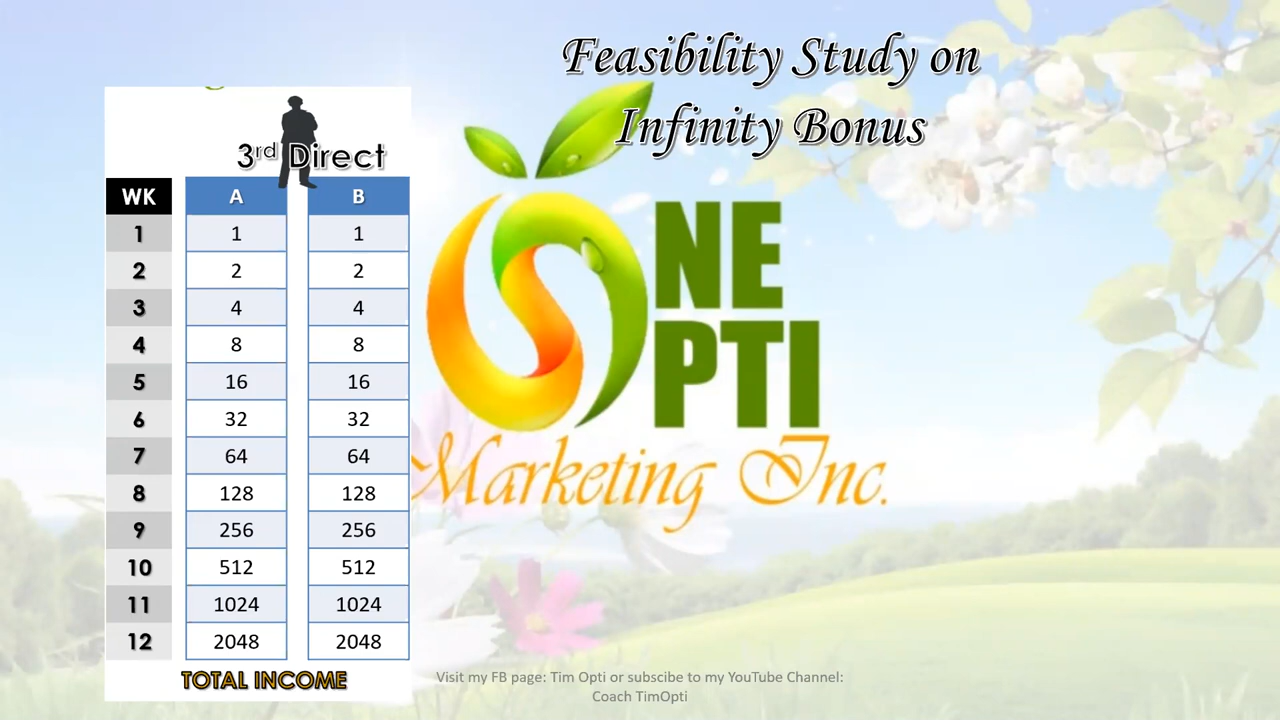 Feasibility Study on
Infinity Bonus
3rd Direct
WK A B
1 1 1
2 2 2
3 4 4
4 8 8
5 16 16
6 32 32
7 64 64
8 128 128
9 256 256
10 512 512
11 1024 1024
12 2048 2048
TOTAL INCOME
NE
PTI
Marketing Inc.
Visit my FB page: Tim Opti or subscibe to my YouTube Channel:
Coach TimOpti